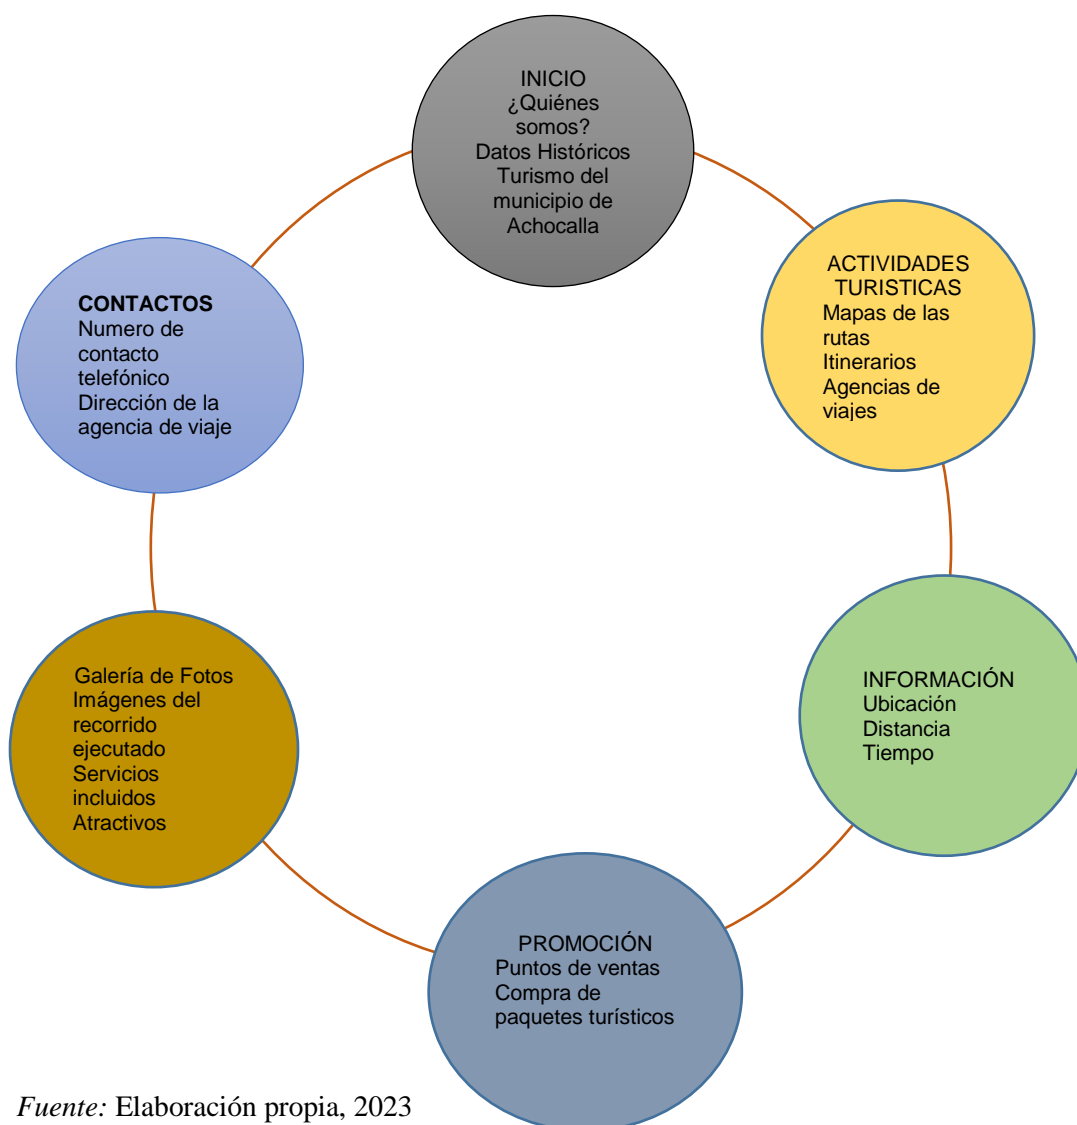 INICIO
¿Quiénes
somos?
Datos Históricos
Turismo del
municipio de
Achocalla
ACTIVIDADES
TURISTICAS
Mapas de las
rutas
Itinerarios
Agencias de
viajes
INFORMACIÓN
Ubicación
Distancia
Tiempo
PROMOCIÓN
Puntos de ventas
Compra de
paquetes turísticos
Galería de Fotos
Imágenes del
recorrido
ejecutado
Servicios
incluidos
Atractivos
CONTACTOS
Numero de
contacto
telefónico
Dirección de la
agencia de viaje
Fuente: Elaboración propia, 2023